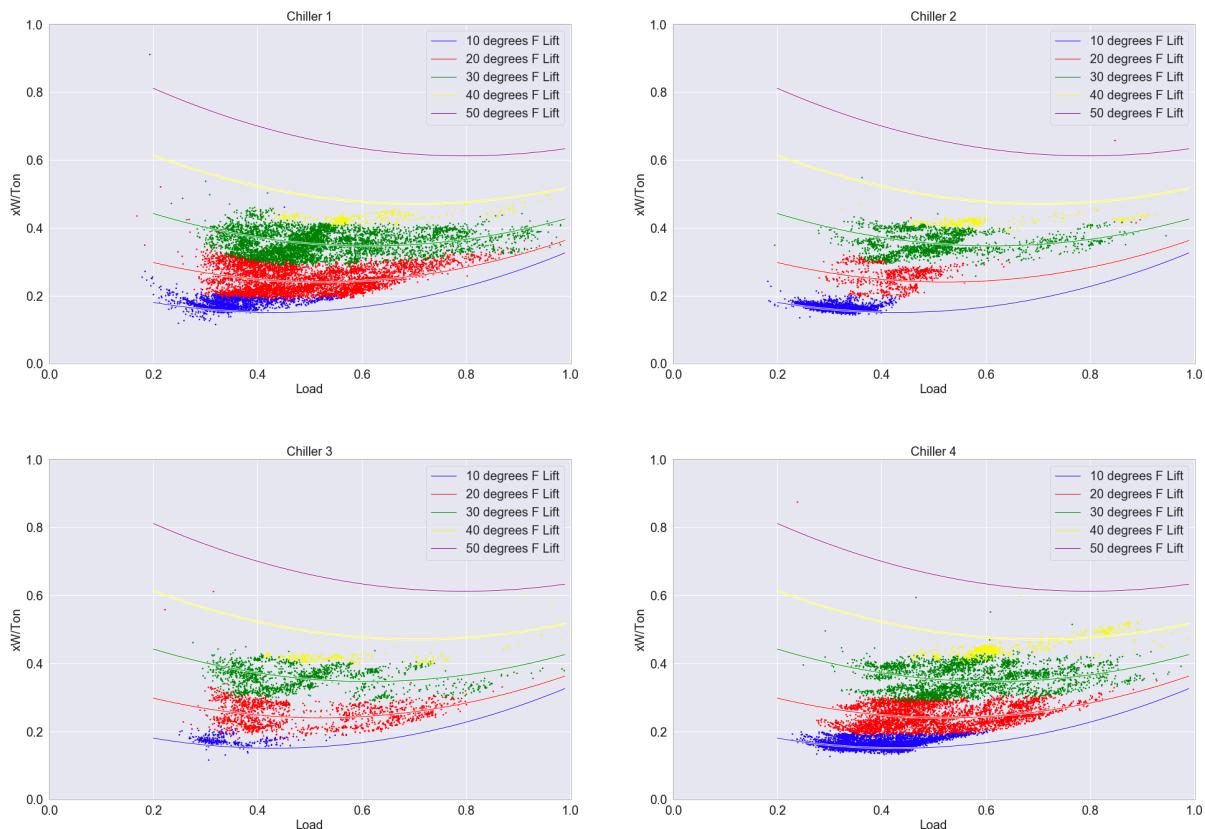 Chiller 1
1.0
0.8
0.6
0.4
0.2
0.0
xW/Ton
10 degrees F Lift
20 degrees F Lift
30 degrees F Lift
40 degrees F Lift
50 degrees F Lift
0.0 0.2 0.4 0.6 0.8 1.0
Load
Chiller 2
1.0
0.8
0.6
0.4
0.2
0.0
xW/Ton
10 degrees F Lift
20 degrees F Lift
30 degrees F Lift
40 degrees F Lift
50 degrees F Lift
0.0 0.2 0.4 0.6 0.8 1.0
Load
Chiller 3
1.0
0.8
0.6
0.4
0.2
0.0
xW/Ton
10 degrees F Lift
20 degrees F Lift
30 degrees F Lift
40 degrees F Lift
50 degrees F Lift
0.0 0.2 0.4 0.6 0.8 1.0
Load
Chiller 4
1.0
0.8
0.6
0.4
0.2
0.0
xW/Ton
10 degrees F Lift
20 degrees F Lift
30 degrees F Lift
40 degrees F Lift
50 degrees F Lift
0.0 0.2 0.4 0.6 0.8 1.0
Load